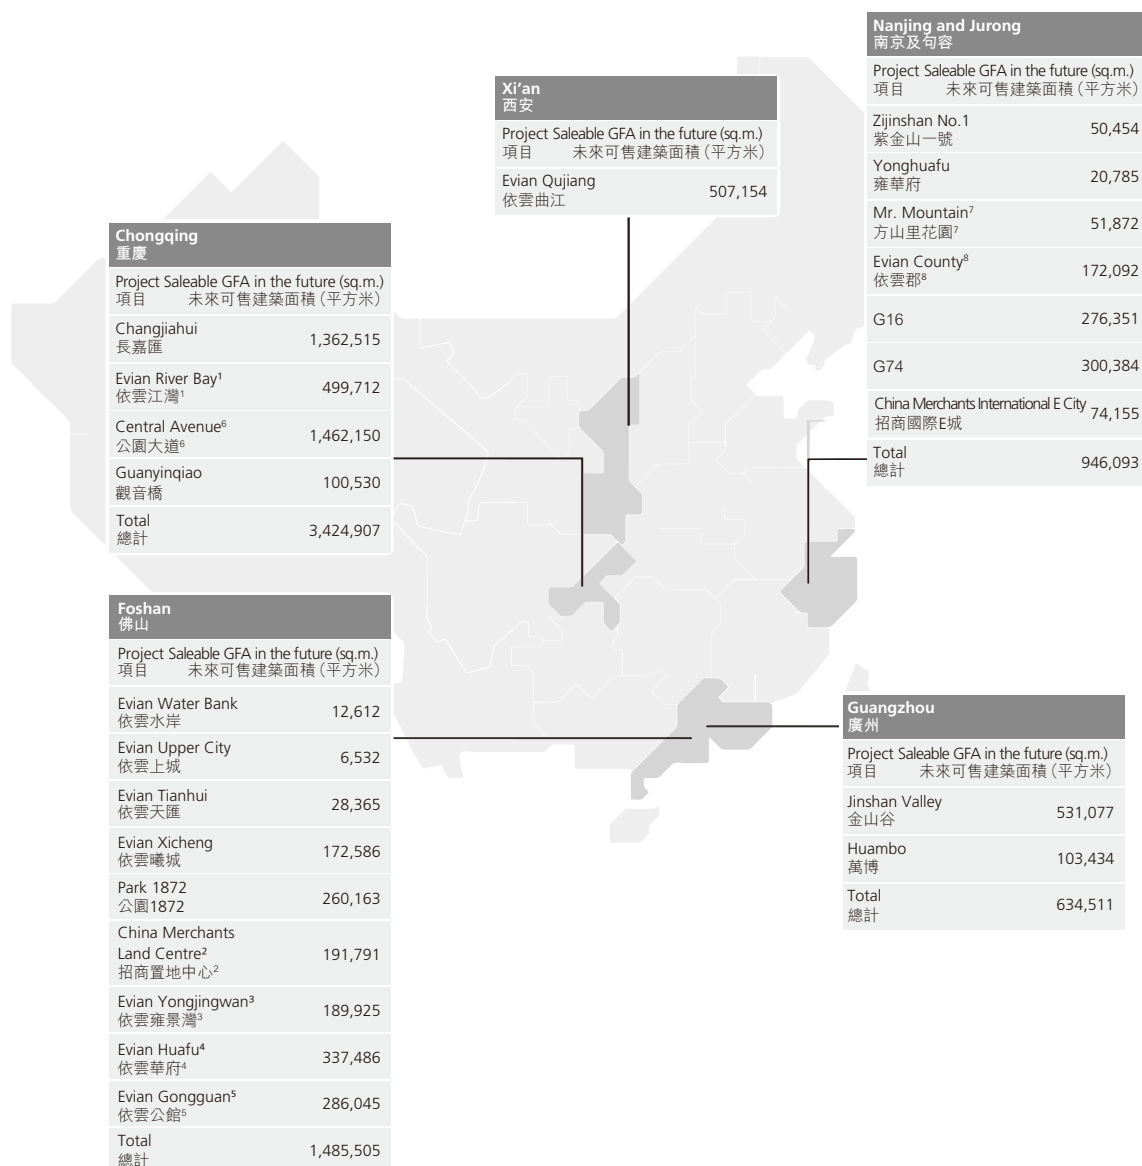 Nanjing and Jurong
南京及句容
Project Saleable GFA in the future (sq.m.)
項目 未來可售建築面積（平方米）
Zijinshan No.1
紫金山一號
50,454
Yonghuafu
雍華府
20,785
Mr. Mountain⁷
方山里花園⁷
51,872
Evian County⁸
依雲郡⁸
172,092
G16 276,351
G74 300,384
China Merchants International E City
招商國際E城
74,155
Total
總計
946,093
Xi’an
西安
Project Saleable GFA in the future (sq.m.)
項目 未來可售建築面積（平方米）
Evian Qujiang
依雲曲江
507,154
Chongqing
重慶
Project Saleable GFA in the future (sq.m.)
項目 未來可售建築面積（平方米）
Changjiahui
長嘉匯
1,362,515
Evian River Bay¹
依雲江灣¹
499,712
Central Avenue⁶
公園大道⁶
1,462,150
Guanyinqiao
觀音橋
100,530
Total
總計
3,424,907
Foshan
佛山
Project Saleable GFA in the future (sq.m.)
項目 未來可售建築面積（平方米）
Evian Water Bank
依雲水岸
12,612
Evian Upper City
依雲上城
6,532
Evian Tianhui
依雲天匯
28,365
Evian Xicheng
依雲曦城
172,586
Park 1872
公園1872
260,163
China Merchants
Land Centre²
招商置地中心²
191,791
Evian Yongjingwan³
依雲雍景灣³
189,925
Evian Huafu⁴
依雲華府⁴
337,486
Evian Gongguan⁵
依雲公館⁵
286,045
Total
總計
1,485,505
Guangzhou
廣州
Project Saleable GFA in the future (sq.m.)
項目 未來可售建築面積（平方米）
Jinshan Valley
金山谷
531,077
Huambo
萬博
103,434
Total
總計
634,511